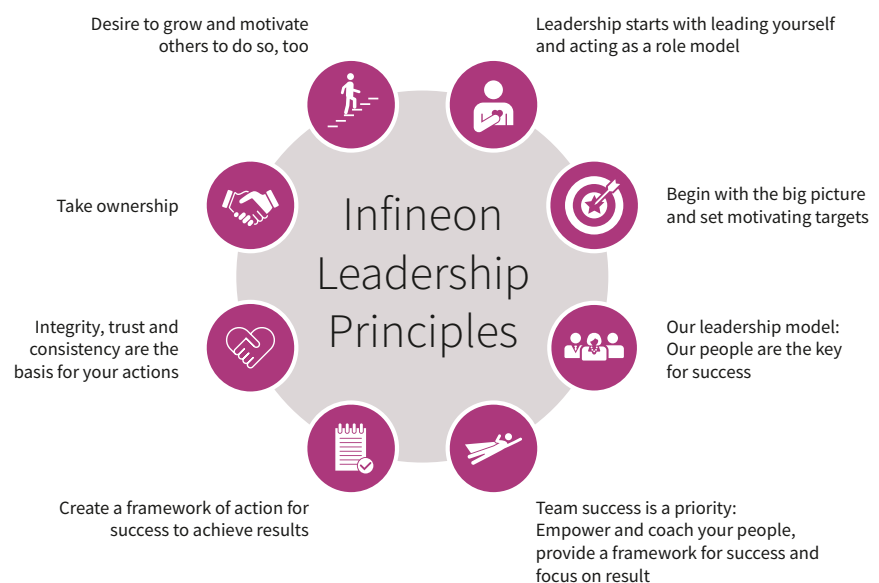 Desire to grow and motivate
others to do so, too
Leadership starts with leading yourself
and acting as a role model
Take ownership
Begin with the big picture
and set motivating targets
Infineon
Leadership
Principles
Integrity, trust and
consistency are the
basis for your actions
Our leadership model:
Our people are the key
for success
Create a framework of action for
success to achieve results
Team success is a priority:
Empower and coach your people,
provide a framework for success and
focus on result